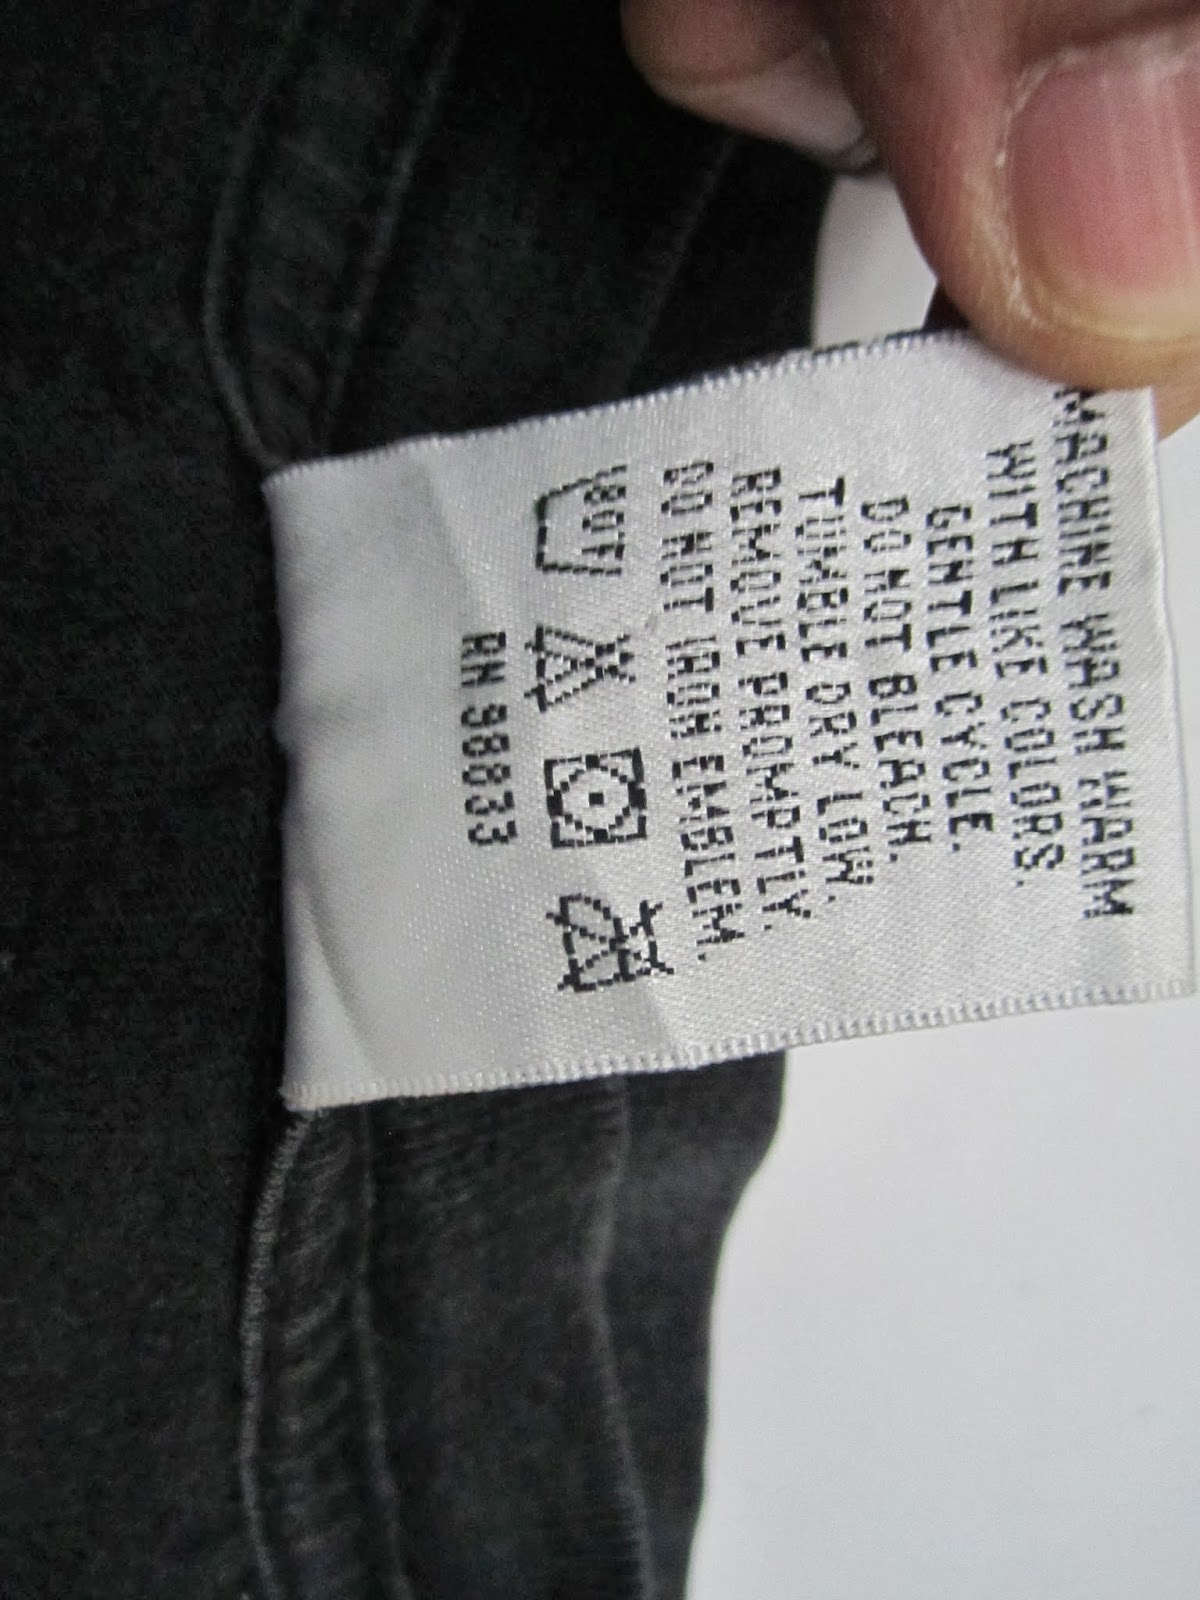 MACHINE WASH WARM
WITH LIKE COLORS.
GENTLE CYCLE.
DO NOT BLEACH.
TUMBLE DRY LOW.
REMOVE PROMPTLY.
DO NOT IRON EMBLEM.
RN 98833